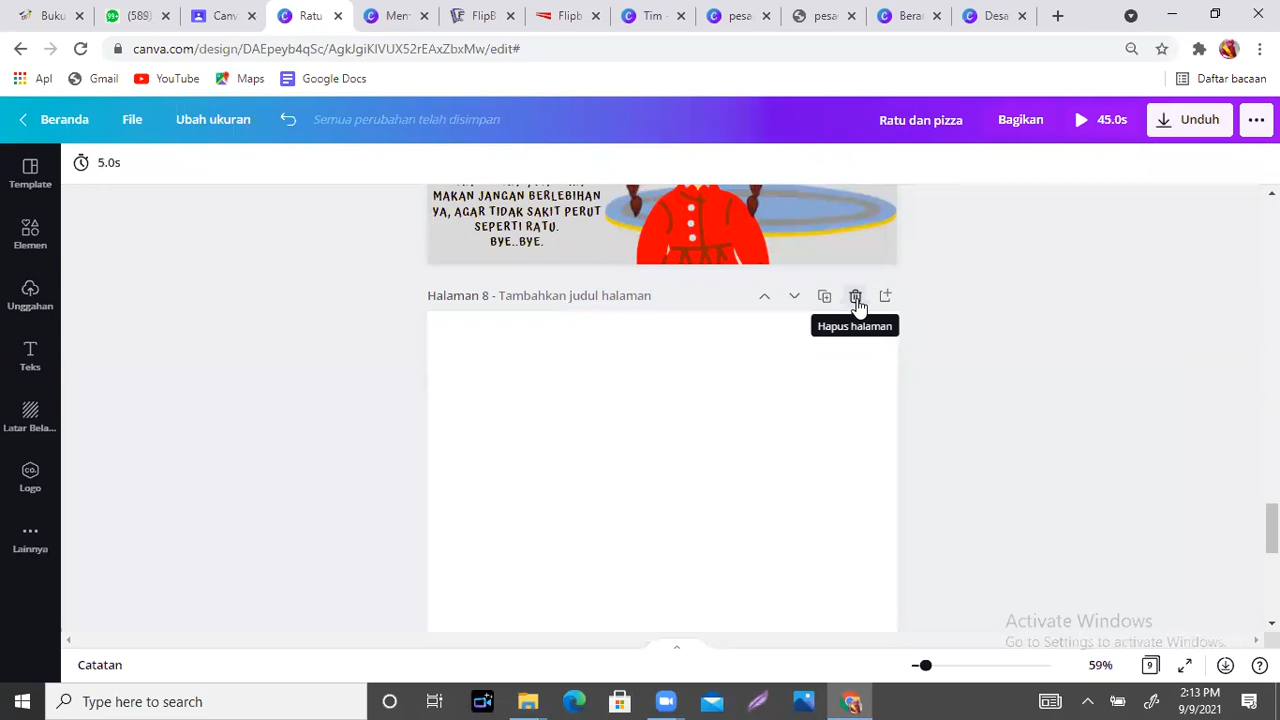 Buku
(589)
Canv
Ratu
Men
FlipB
Flipb
Tim -
pesa
pesa
Bera
Desa
canva.com/design/DAEpeyb4qSc/AgkJgiKlVUX52rEAxZbxMw/edit#
Apl
Gmail
YouTube
Maps
Google Docs
Daftar bacaan
Beranda
File
Ubah ukuran
Semua perubahan telah disimpan
Ratu dan pizza
Bagikan
45.0s
Unduh
5.0s
Template
Elemen
Unggahan
Teks
Latar Bela...
Logo
Lainnya
MAKAN JANGAN BERLEBIHAN
YA, AGAR TIDAK SAKIT PERUT
SEPERTI RATU.
BYE..BYE.
Halaman 8 - Tambahkan judul halaman
Hapus halaman
Activate Windows
Go to Settings to activate Windows.
Catatan
59%
9
Type here to search
2:13 PM
9/9/2021